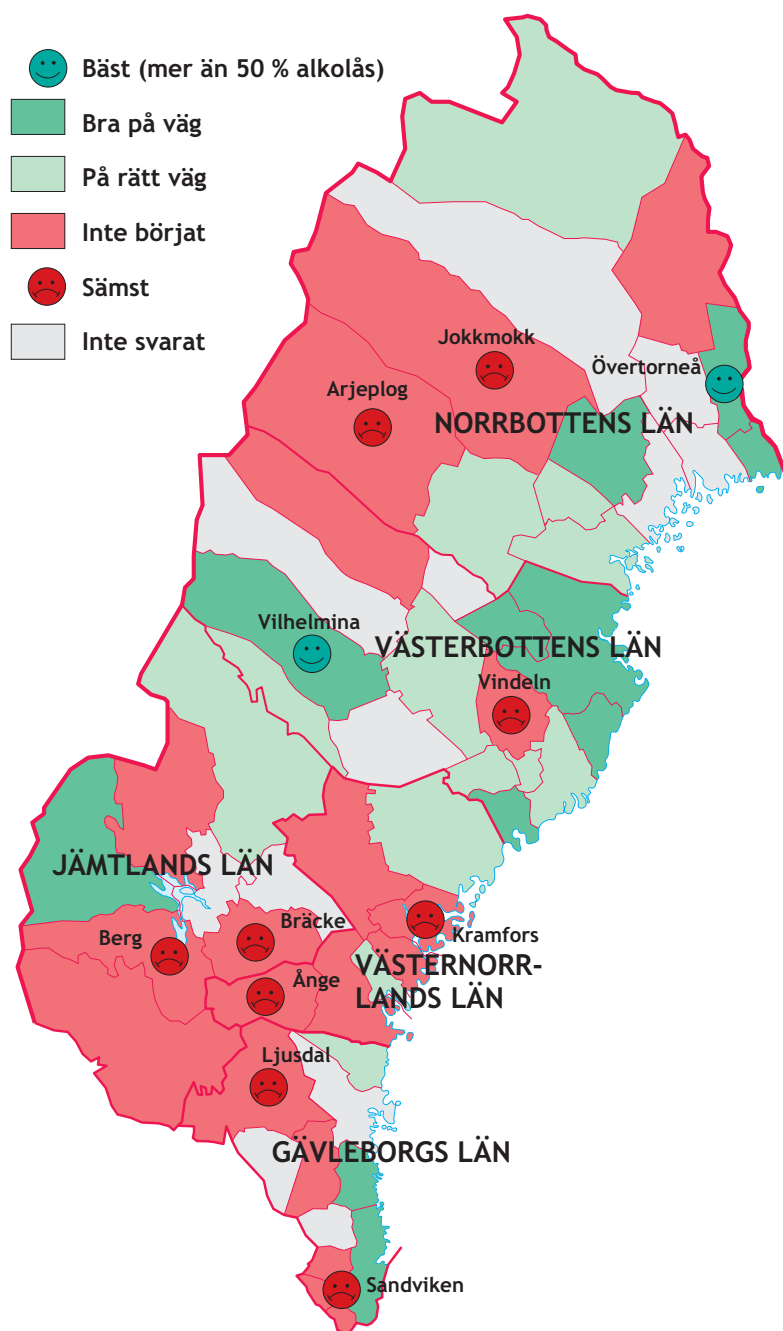 Bäst (mer än 50 % alkolås)
Bra på väg
På rätt väg
Inte börjat
Sämst
Inte svarat
Jokkmokk
Övertorneå
Arjeplog
NORRBOTTENS LÄN
Vilhelmina
VÄSTERBOTTENS LÄN
Vindeln
JÄMTLANDS LÄN
Bräcke
Berg
Kramfors
VÄSTERNORR-
LANDS LÄN
Ånge
Ljusdal
GÄVLEBORGS LÄN
Sandviken